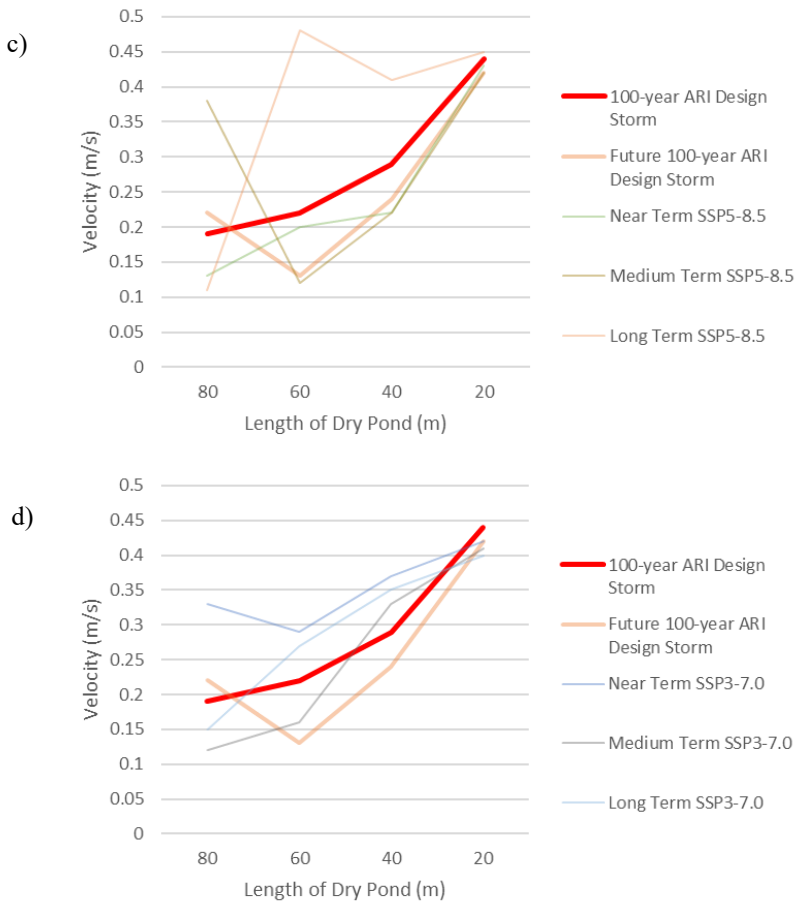 c)
0.5
0.45
0.4
0.35
0.3
0.25
0.2
0.15
0.1
0.05
0
Velocity (m/s)
80 60 40 20
Length of Dry Pond (m)
100-year ARI Design
Storm
Future 100-year ARI
Design Storm
Near Term SSP5-8.5
Medium Term SSP5-8.5
Long Term SSP5-8.5
d)
0.5
0.45
0.4
0.35
0.3
0.25
0.2
0.15
0.1
0.05
0
Velocity (m/s)
80 60 40 20
Length of Dry Pond (m)
100-year ARI Design
Storm
Future 100-year ARI
Design Storm
Near Term SSP3-7.0
Medium Term SSP3-7.0
Long Term SSP3-7.0